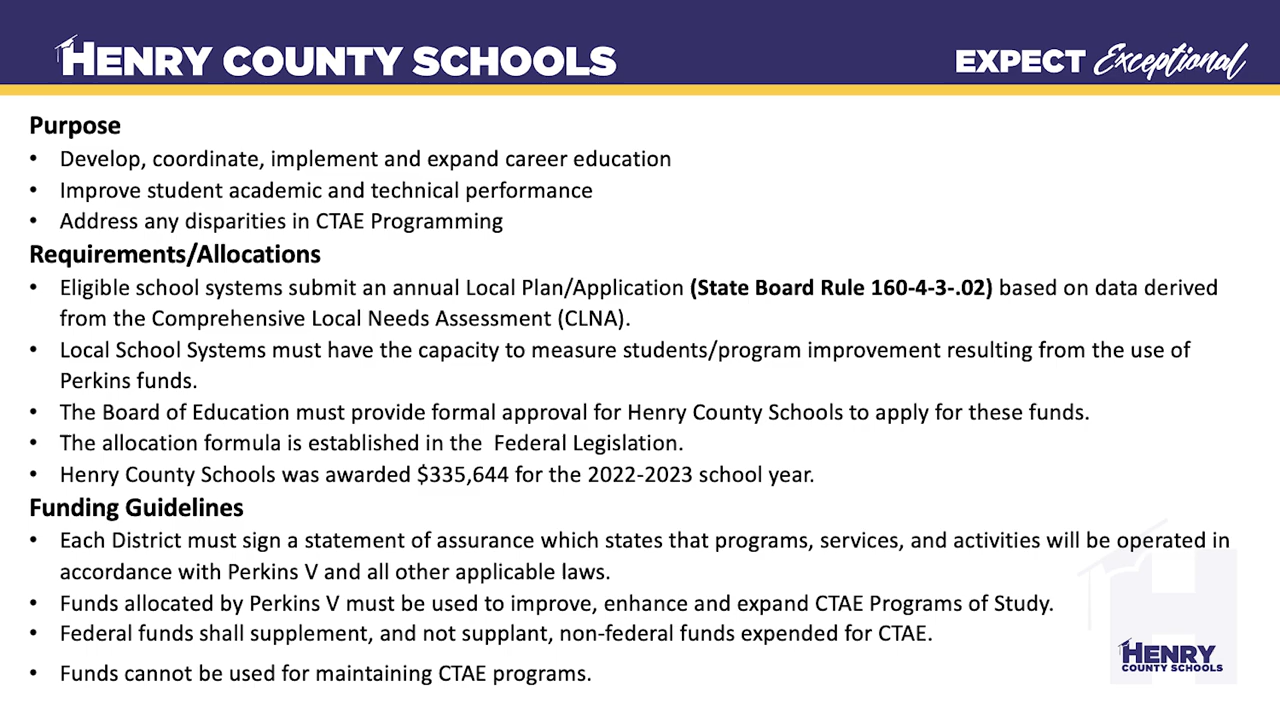 HENRY COUNTY SCHOOLS
EXPECT Exceptional
Purpose
• Develop, coordinate, implement and expand career education
• Improve student academic and technical performance
• Address any disparities in CTAE Programming
Requirements/Allocations
• Eligible school systems submit an annual Local Plan/Application (State Board Rule 160-4-3-.02) based on data derived
from the Comprehensive Local Needs Assessment (CLNA).
• Local School Systems must have the capacity to measure students/program improvement resulting from the use of
Perkins funds.
• The Board of Education must provide formal approval for Henry County Schools to apply for these funds.
• The allocation formula is established in the  Federal Legislation.
• Henry County Schools was awarded $335,644 for the 2022-2023 school year.
Funding Guidelines
• Each District must sign a statement of assurance which states that programs, services, and activities will be operated in
accordance with Perkins V and all other applicable laws.
• Funds allocated by Perkins V must be used to improve, enhance and expand CTAE Programs of Study.
• Federal funds shall supplement, and not supplant, non-federal funds expended for CTAE.
• Funds cannot be used for maintaining CTAE programs.
HENRY
COUNTY SCHOOLS